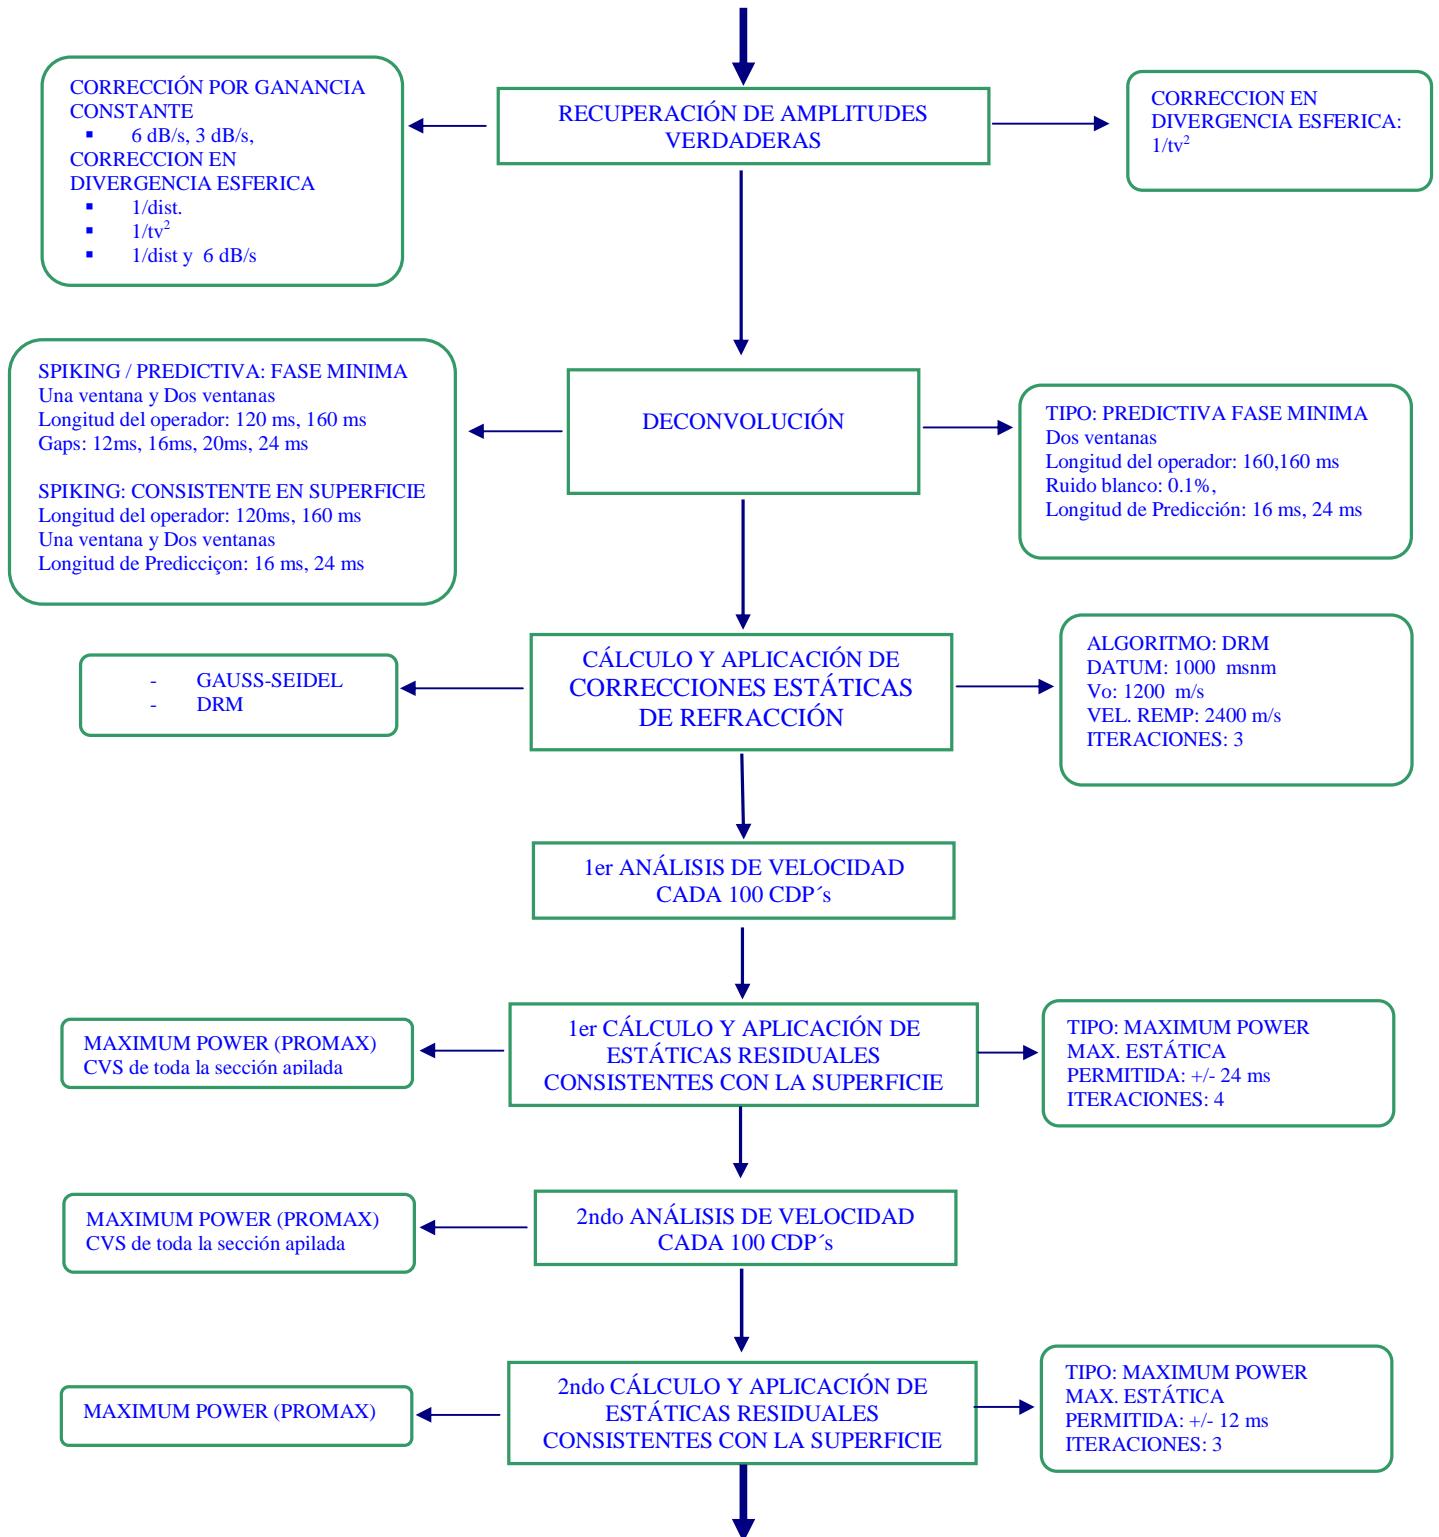 CORRECCIÓN POR GANANCIA
CONSTANTE
▪ 6 dB/s, 3 dB/s,
CORRECCION EN
DIVERGENCIA ESFERICA
▪ 1/dist.
▪ 1/tv²
▪ 1/dist y 6 dB/s
RECUPERACIÓN DE AMPLITUDES
VERDADERAS
CORRECCION EN
DIVERGENCIA ESFERICA:
1/tv²
SPIKING / PREDICTIVA: FASE MINIMA
Una ventana y Dos ventanas
Longitud del operador: 120 ms, 160 ms
Gaps: 12ms, 16ms, 20ms, 24 ms
SPIKING: CONSISTENTE EN SUPERFICIE
Longitud del operador: 120ms, 160 ms
Una ventana y Dos ventanas
Longitud de Predicciçon: 16 ms, 24 ms
DECONVOLUCIÓN
TIPO: PREDICTIVA FASE MINIMA
Dos ventanas
Longitud del operador: 160,160 ms
Ruido blanco: 0.1%,
Longitud de Predicción: 16 ms, 24 ms
- GAUSS-SEIDEL
- DRM
CÁLCULO Y APLICACIÓN DE
CORRECCIONES ESTÁTICAS
DE REFRACCIÓN
ALGORITMO: DRM
DATUM: 1000 msnm
Vo: 1200 m/s
VEL. REMP: 2400 m/s
ITERACIONES: 3
1er ANÁLISIS DE VELOCIDAD
CADA 100 CDP´s
MAXIMUM POWER (PROMAX)
CVS de toda la sección apilada
1er CÁLCULO Y APLICACIÓN DE
ESTÁTICAS RESIDUALES
CONSISTENTES CON LA SUPERFICIE
TIPO: MAXIMUM POWER
MAX. ESTÁTICA
PERMITIDA: +/- 24 ms
ITERACIONES: 4
MAXIMUM POWER (PROMAX)
CVS de toda la sección apilada
2ndo ANÁLISIS DE VELOCIDAD
CADA 100 CDP´s
MAXIMUM POWER (PROMAX)
2ndo CÁLCULO Y APLICACIÓN DE
ESTÁTICAS RESIDUALES
CONSISTENTES CON LA SUPERFICIE
TIPO: MAXIMUM POWER
MAX. ESTÁTICA
PERMITIDA: +/- 12 ms
ITERACIONES: 3